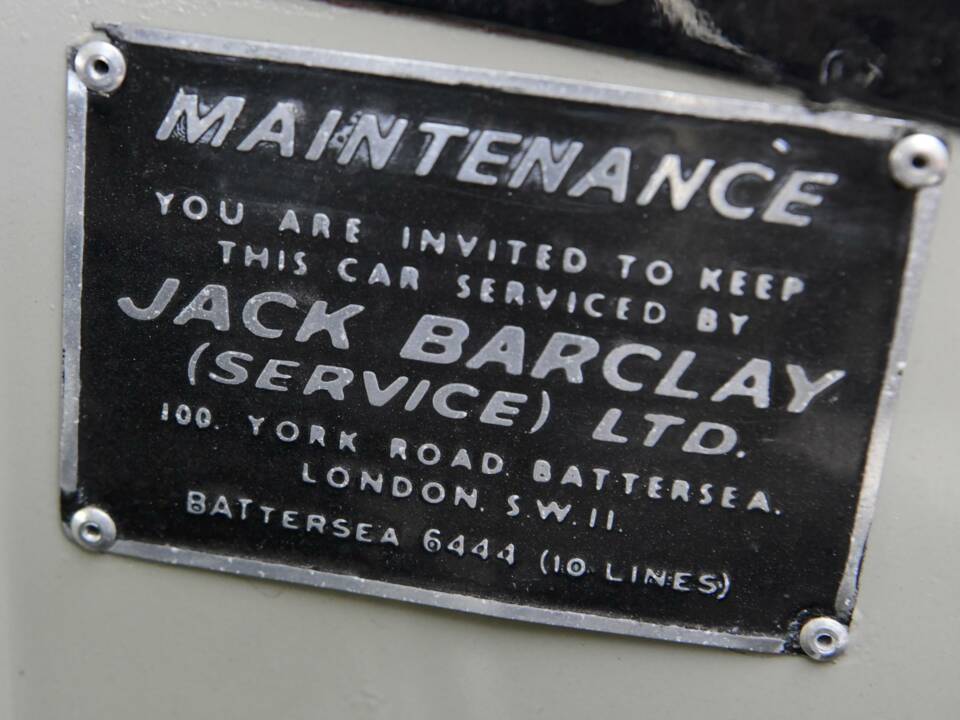 MAINTENANCE
YOU ARE INVITED TO KEEP
THIS CAR SERVICED BY
JACK BARCLAY
(SERVICE) LTD.
100. YORK ROAD. BATTERSEA.
LONDON. S.W.11.
BATTERSEA 6444 (10 LINES)